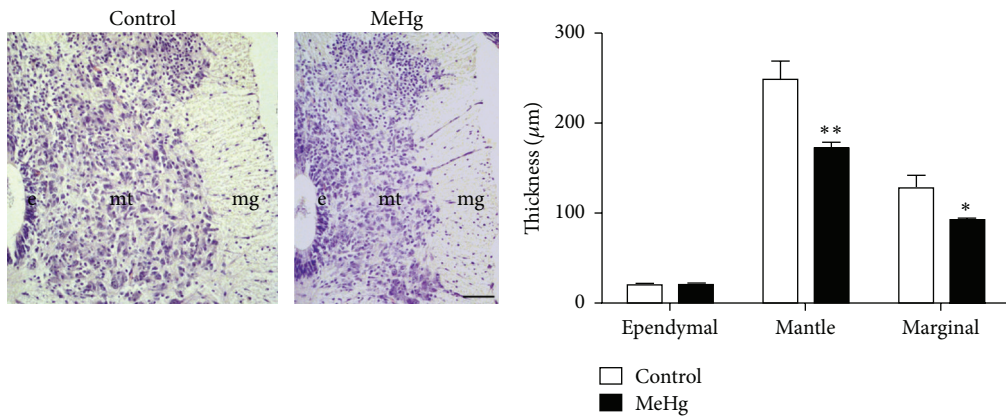 Control
MeHg
e
mt
mg
e
mt
mg
Thickness (μm)
300
200
100
0
**
*
Ependymal
Mantle
Marginal
Control
MeHg